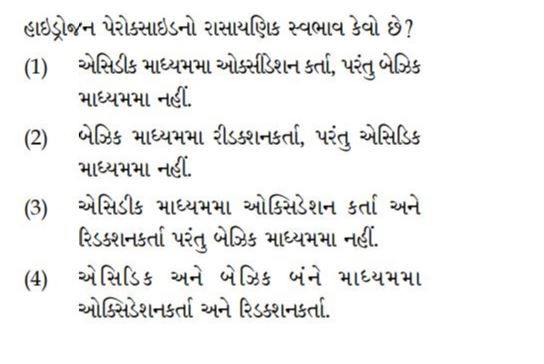 હાઇડ્રોજન પેરોક્સાઇડનો રાસાયણિક સ્વભાવ કેવો છે?
(1) એસિડીક માધ્યમમા ઓક્સીડેશન કર્તા, પરંતુ બેઝિક
માધ્યમમા નહીં.
(2) બેઝિક માધ્યમમા રીડક્શનકર્તા, પરંતુ એસિડિક
માધ્યમમા નહીં.
(3) એસિડીક માધ્યમમા ઓક્સિડેશન કર્તા અને
રિડક્શનકર્તા પરંતુ બેઝિક માધ્યમમા નહીં.
(4) એસિડિક અને બેઝિક બંને માધ્યમમા
ઓક્સિડેશનકર્તા અને રિડક્શનકર્તા.